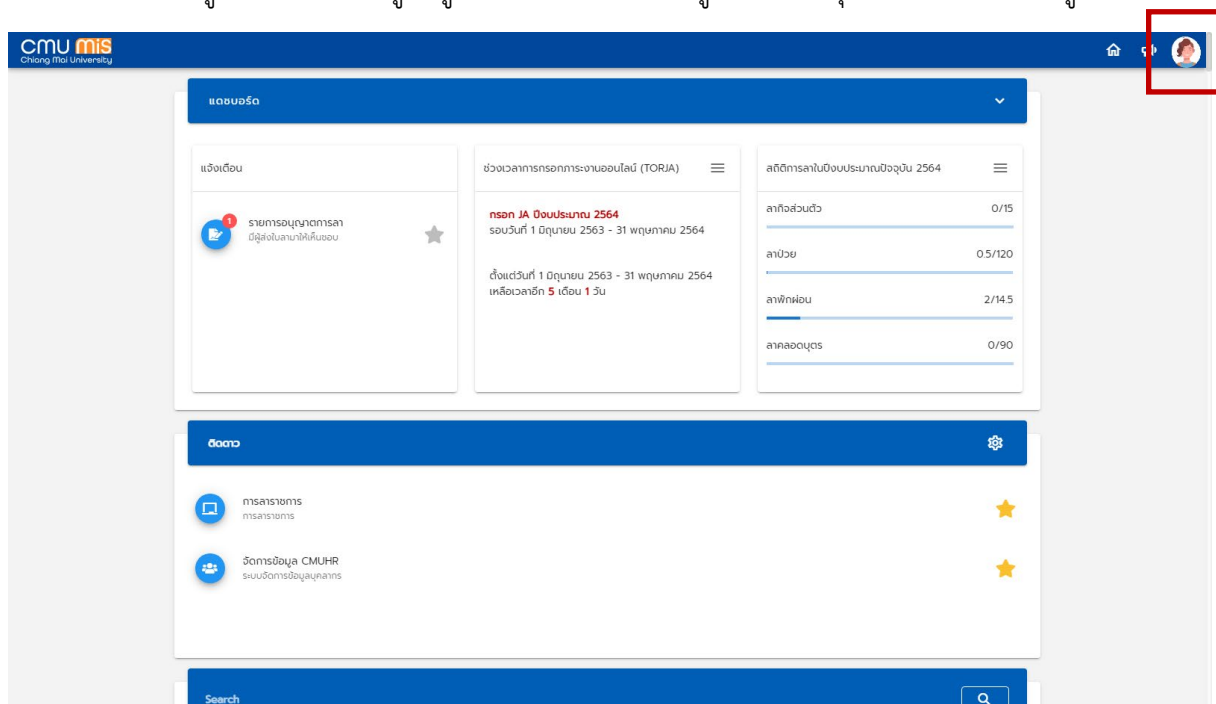 CMU MIS
Chiang Mai University
แดชบอร์ด
แจ้งเตือน
1
รายการอนุญาตการลา
มีผู้ส่งใบลามาให้เห็นชอบ
ช่วงเวลาการกรอกภาระงานออนไลน์ (TORJA)
กรอก JA ปีงบประมาณ 2564
รอบวันที่ 1 มิถุนายน 2563 - 31 พฤษภาคม 2564
ตั้งแต่วันที่ 1 มิถุนายน 2563 - 31 พฤษภาคม 2564
เหลือเวลาอีก 5 เดือน 1 วัน
สถิติการลาในปีงบประมาณปัจจุบัน 2564
ลากิจส่วนตัว 0/15
ลาป่วย 0.5/120
ลาพักผ่อน 2/14.5
ลาคลอดบุตร 0/90
ติดดาว
การลาราชการ
การลาราชการ
จัดการข้อมูล CMUHR
ระบบจัดการข้อมูลบุคลากร
Search